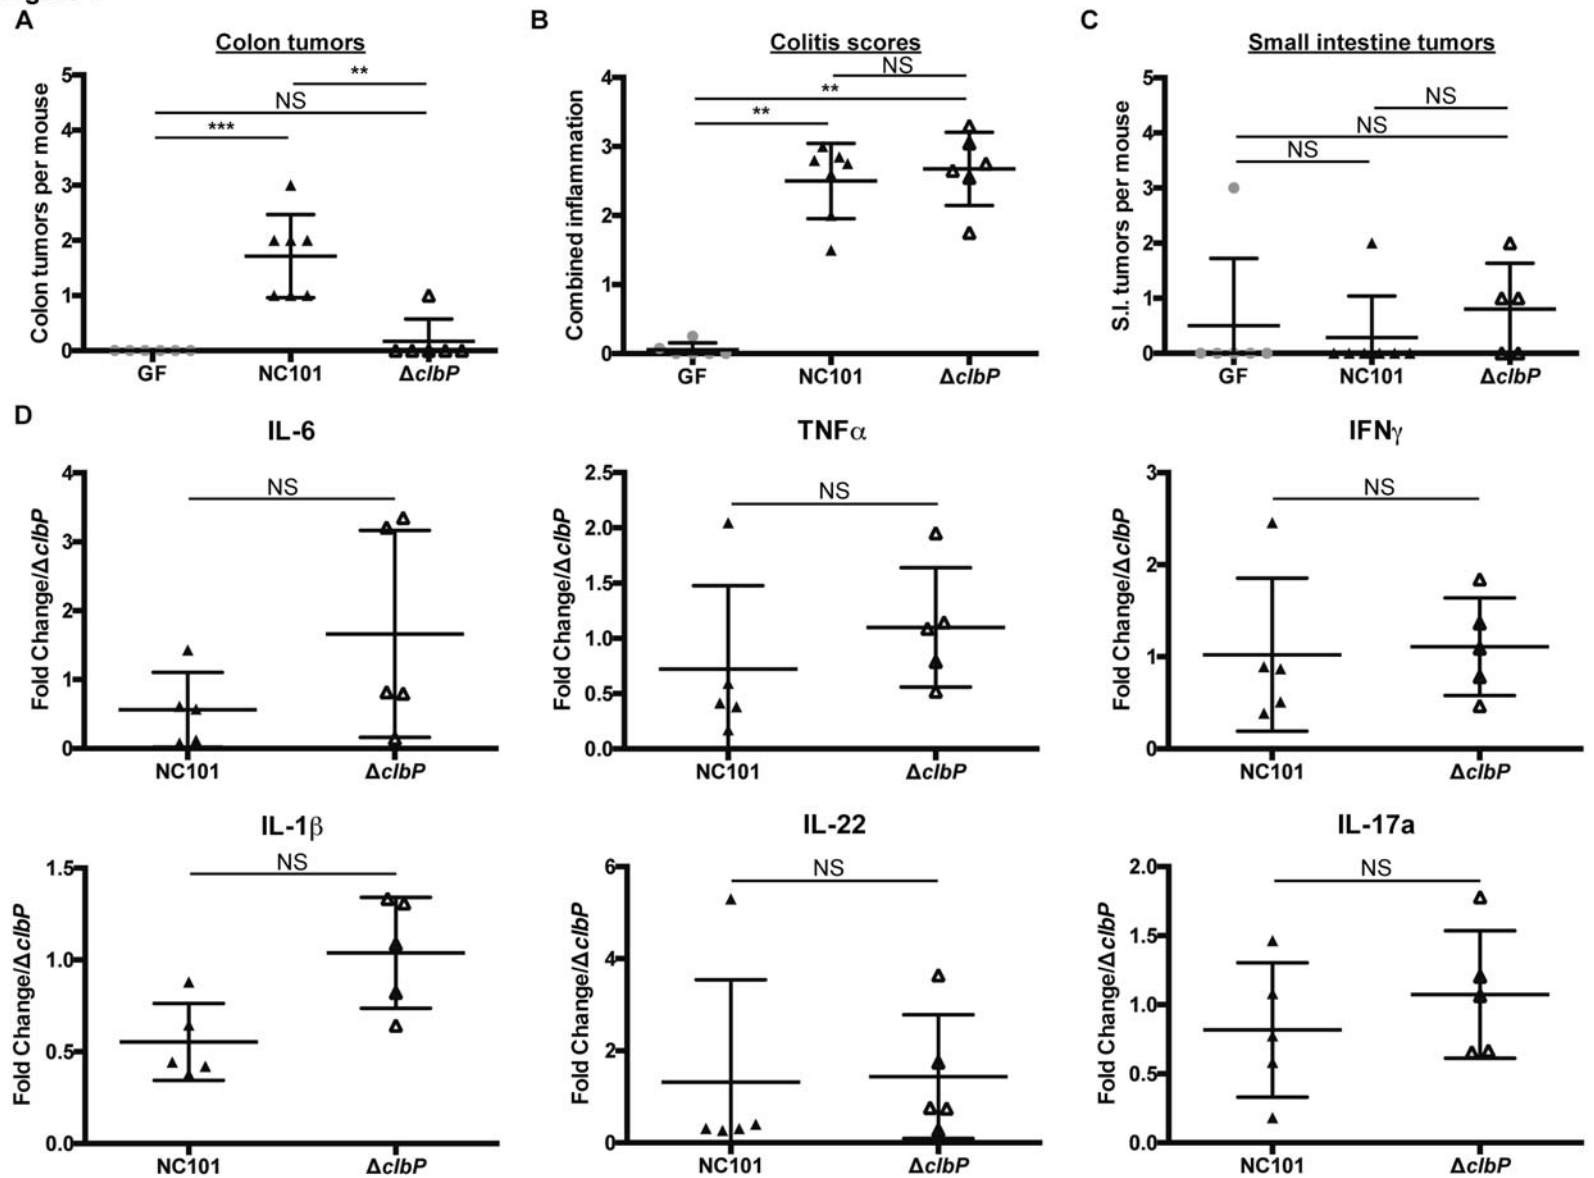 A
Colon tumors
Colon tumors per mouse
5
4
3
2
1
0
**
NS
***
GF
NC101
ΔclbP
B
Colitis scores
Combined inflammation
4
3
2
1
0
NS
**
**
GF
NC101
ΔclbP
C
Small intestine tumors
S.I. tumors per mouse
5
4
3
2
1
0
NS
NS
NS
GF
NC101
ΔclbP
D
IL-6
Fold Change/ΔclbP
4
3
2
1
0
NS
NC101
ΔclbP
TNFα
Fold Change/ΔclbP
2.5
2.0
1.5
1.0
0.5
0.0
NS
NC101
ΔclbP
IFNγ
Fold Change/ΔclbP
3
2
1
0
NS
NC101
ΔclbP
IL-1β
Fold Change/ΔclbP
1.5
1.0
0.5
0.0
NS
NC101
ΔclbP
IL-22
Fold Change/ΔclbP
6
4
2
0
NS
NC101
ΔclbP
IL-17a
Fold Change/ΔclbP
2.0
1.5
1.0
0.5
0.0
NS
NC101
ΔclbP